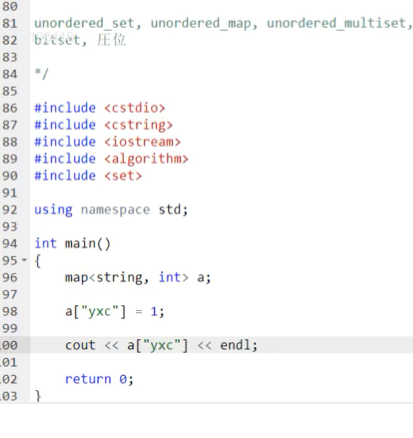 80
81 unordered_set, unordered_map, unordered_multiset,
82 bitset, 圧位
83
84 */
85
86 #include <cstdio>
87 #include <cstring>
88 #include <iostream>
89 #include <algorithm>
90 #include <set>
91
92 using namespace std;
93
94 int main()
95 {
96 map<string, int> a;
97
98 a["yxc"] = 1;
99
00 cout << a["yxc"] << endl;
01
02 return 0;
03 }